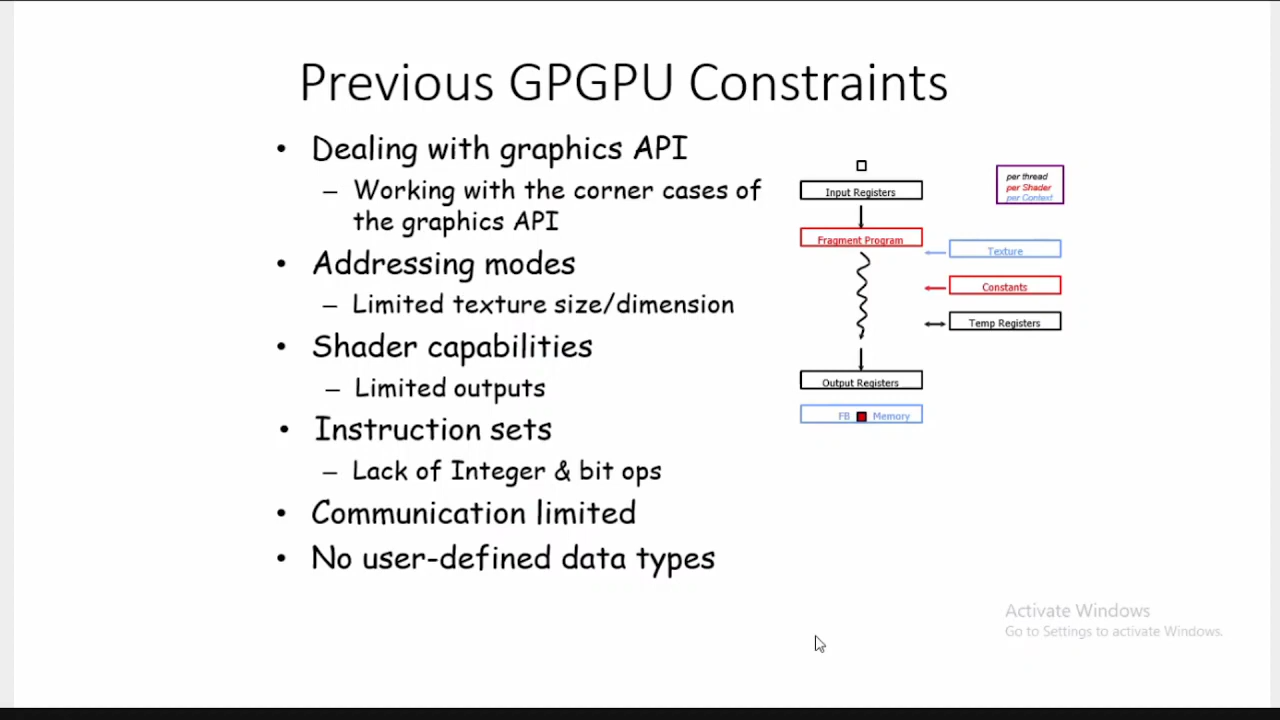 Previous GPGPU Constraints
• Dealing with graphics API
– Working with the corner cases of
the graphics API
• Addressing modes
– Limited texture size/dimension
• Shader capabilities
– Limited outputs
• Instruction sets
– Lack of Integer & bit ops
• Communication limited
• No user-defined data types
Input Registers
Fragment Program
Output Registers
FB Memory
per thread
per Shader
per Context
Texture
Constants
Temp Registers
Activate Windows
Go to Settings to activate Windows.